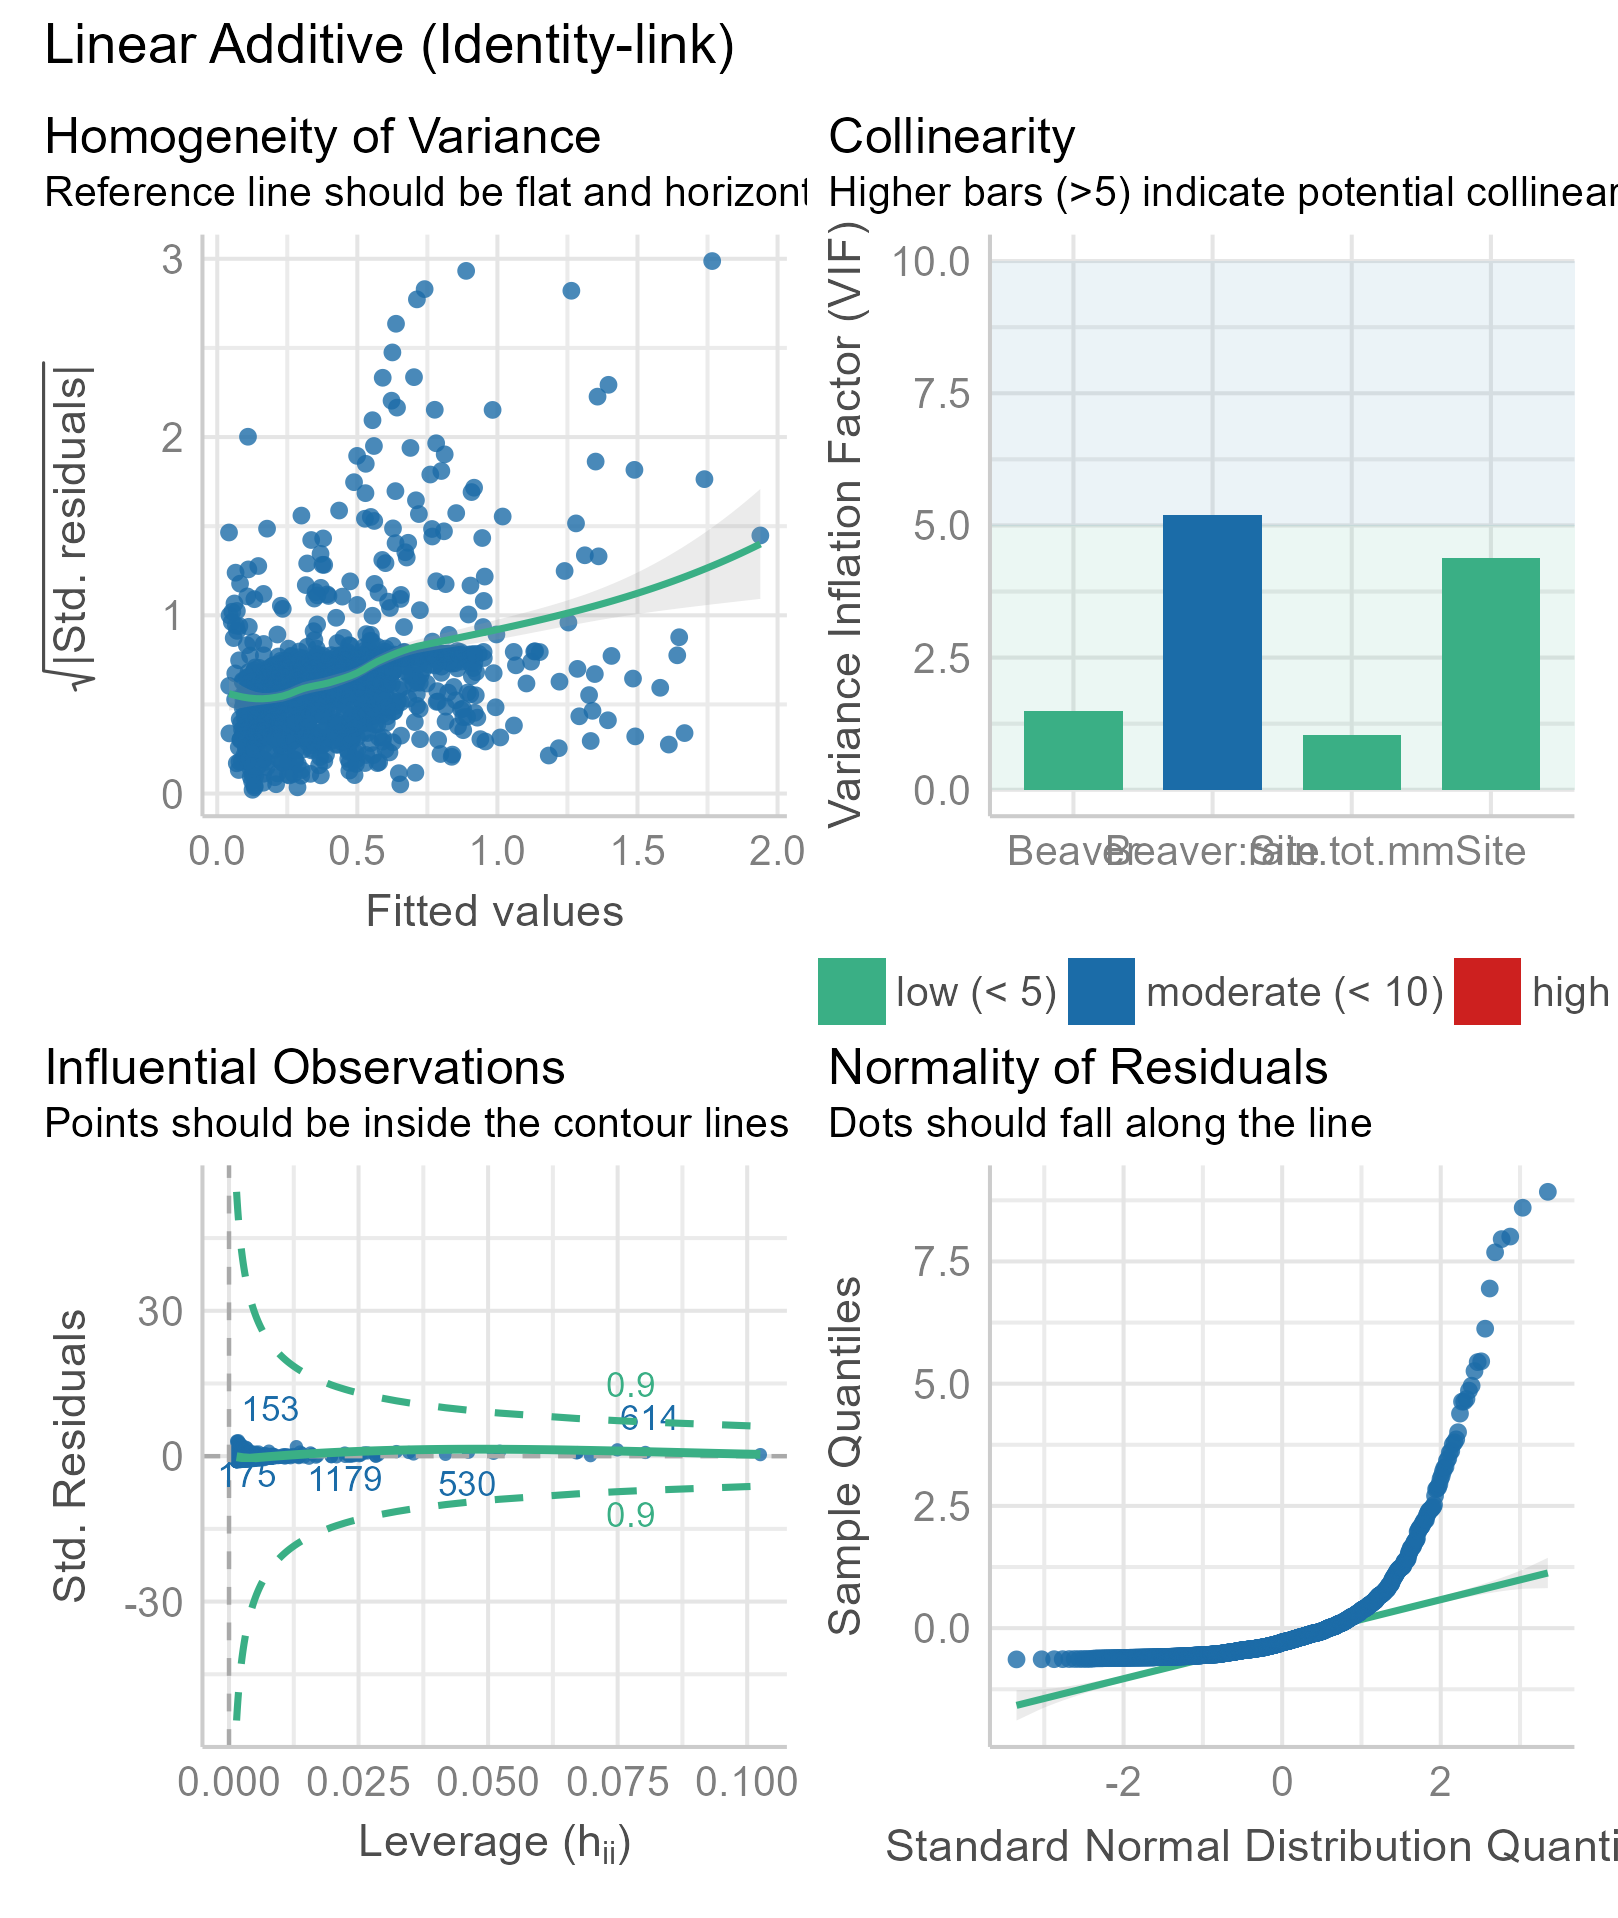 Linear Additive (Identity-link)
Homogeneity of Variance
Reference line should be flat and horizont
3
2
1
0
√|Std. residuals|
0.0 0.5 1.0 1.5 2.0
Fitted values
Collinearity
Higher bars (>5) indicate potential collinear
Variance Inflation Factor (VIF)
10.0
7.5
5.0
2.5
0.0
Beaver Beaver:Site rain.tot.mm Site
low (< 5) moderate (< 10) high
Influential Observations
Points should be inside the contour lines
Std. Residuals
30
0
-30
0.9
153
614
175
1179
530
0.9
0.000 0.025 0.050 0.075 0.100
Leverage (hii)
Normality of Residuals
Dots should fall along the line
Sample Quantiles
7.5
5.0
2.5
0.0
-2 0 2
Standard Normal Distribution Quanti